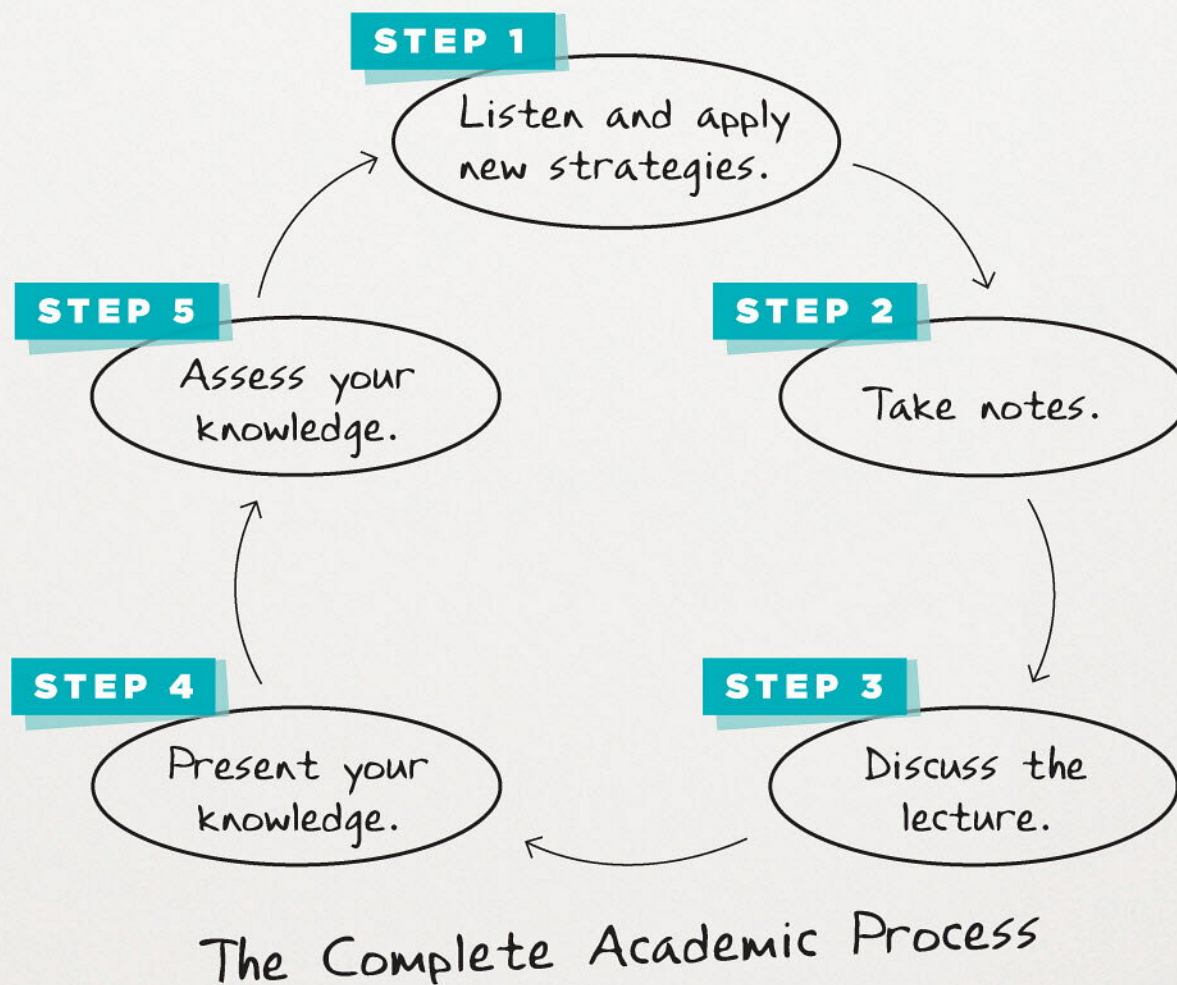 STEP 1
Listen and apply
new strategies.
STEP 2
Take notes.
STEP 3
Discuss the
lecture.
STEP 4
Present your
knowledge.
STEP 5
Assess your
knowledge.
The Complete Academic Process